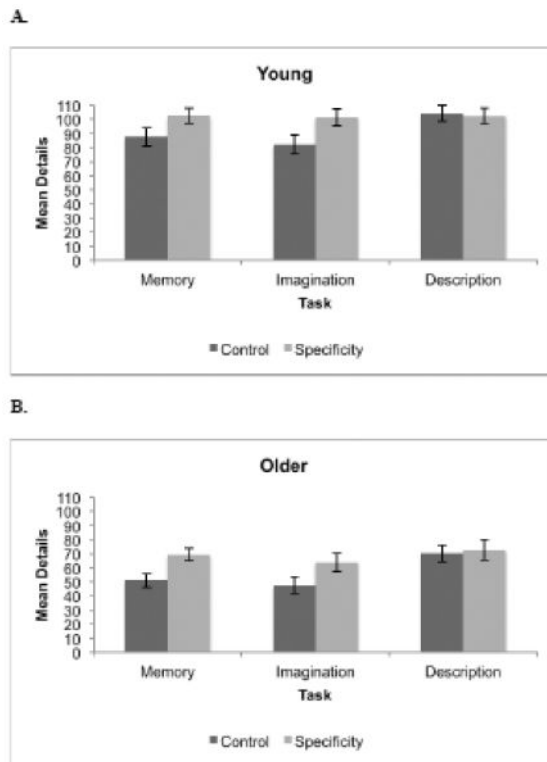 A.
Young
110
100
90
80
70
60
50
40
30
20
10
0
Mean Details
Memory Imagination Description
Task
Control Specificity
B.
Older
110
100
90
80
70
60
50
40
30
20
10
0
Mean Details
Memory Imagination Description
Task
Control Specificity